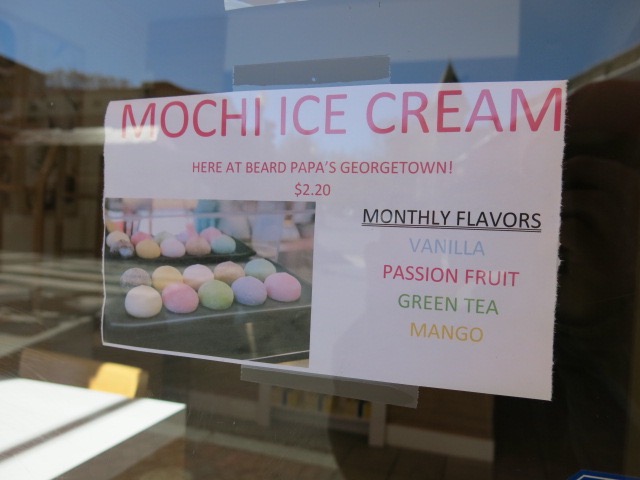 MOCHI ICE CREAM
HERE AT BEARD PAPA'S GEORGETOWN!
$2.20
MONTHLY FLAVORS
VANILLA
PASSION FRUIT
GREEN TEA
MANGO